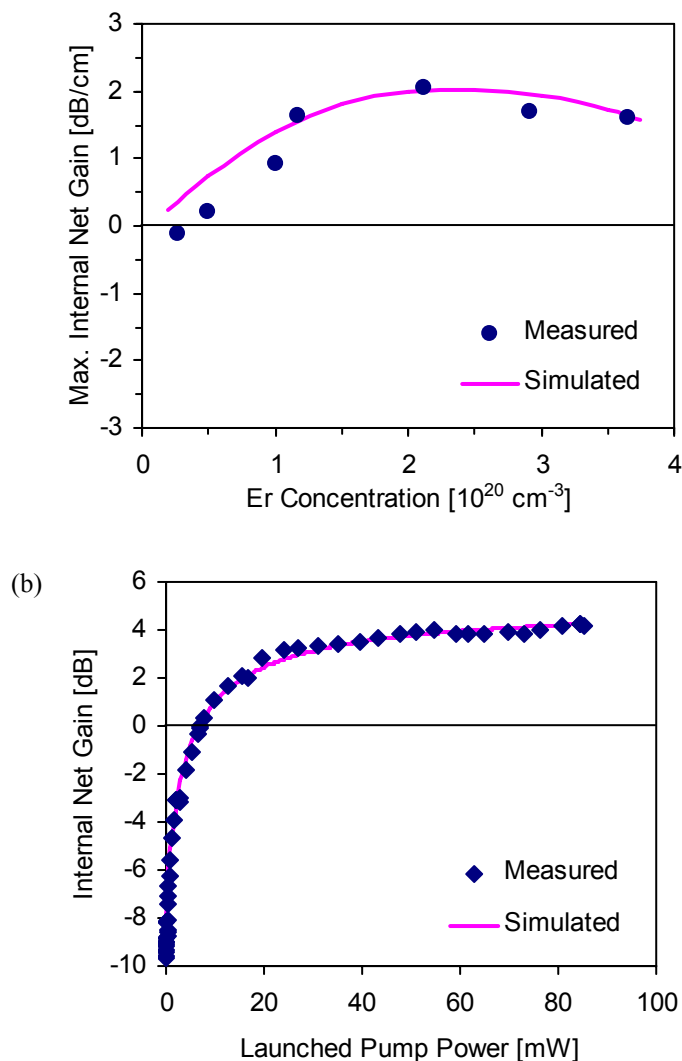 3
2
1
0
-1
-2
-3
0 1 2 3 4
Max. Internal Net Gain [dB/cm]
Er Concentration [10²⁰ cm⁻³]
Measured
Simulated
(b)
6
4
2
0
-2
-4
-6
-8
-10
0 20 40 60 80 100
Internal Net Gain [dB]
Launched Pump Power [mW]
Measured
Simulated